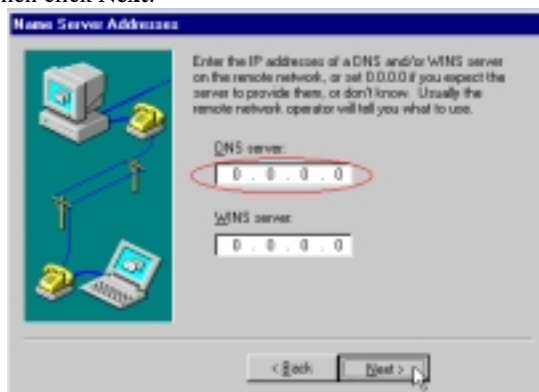 then click Next.
Name Server Addresses
Enter the IP addresses of a DNS and/or WINS server
on the remote network, or set 0.0.0.0 if you expect the
server to provide them, or don't know. Usually the
remote network operator will tell you what to use.
DNS server:
0 . 0 . 0 . 0
WINS server:
0 . 0 . 0 . 0
< Back
Next >